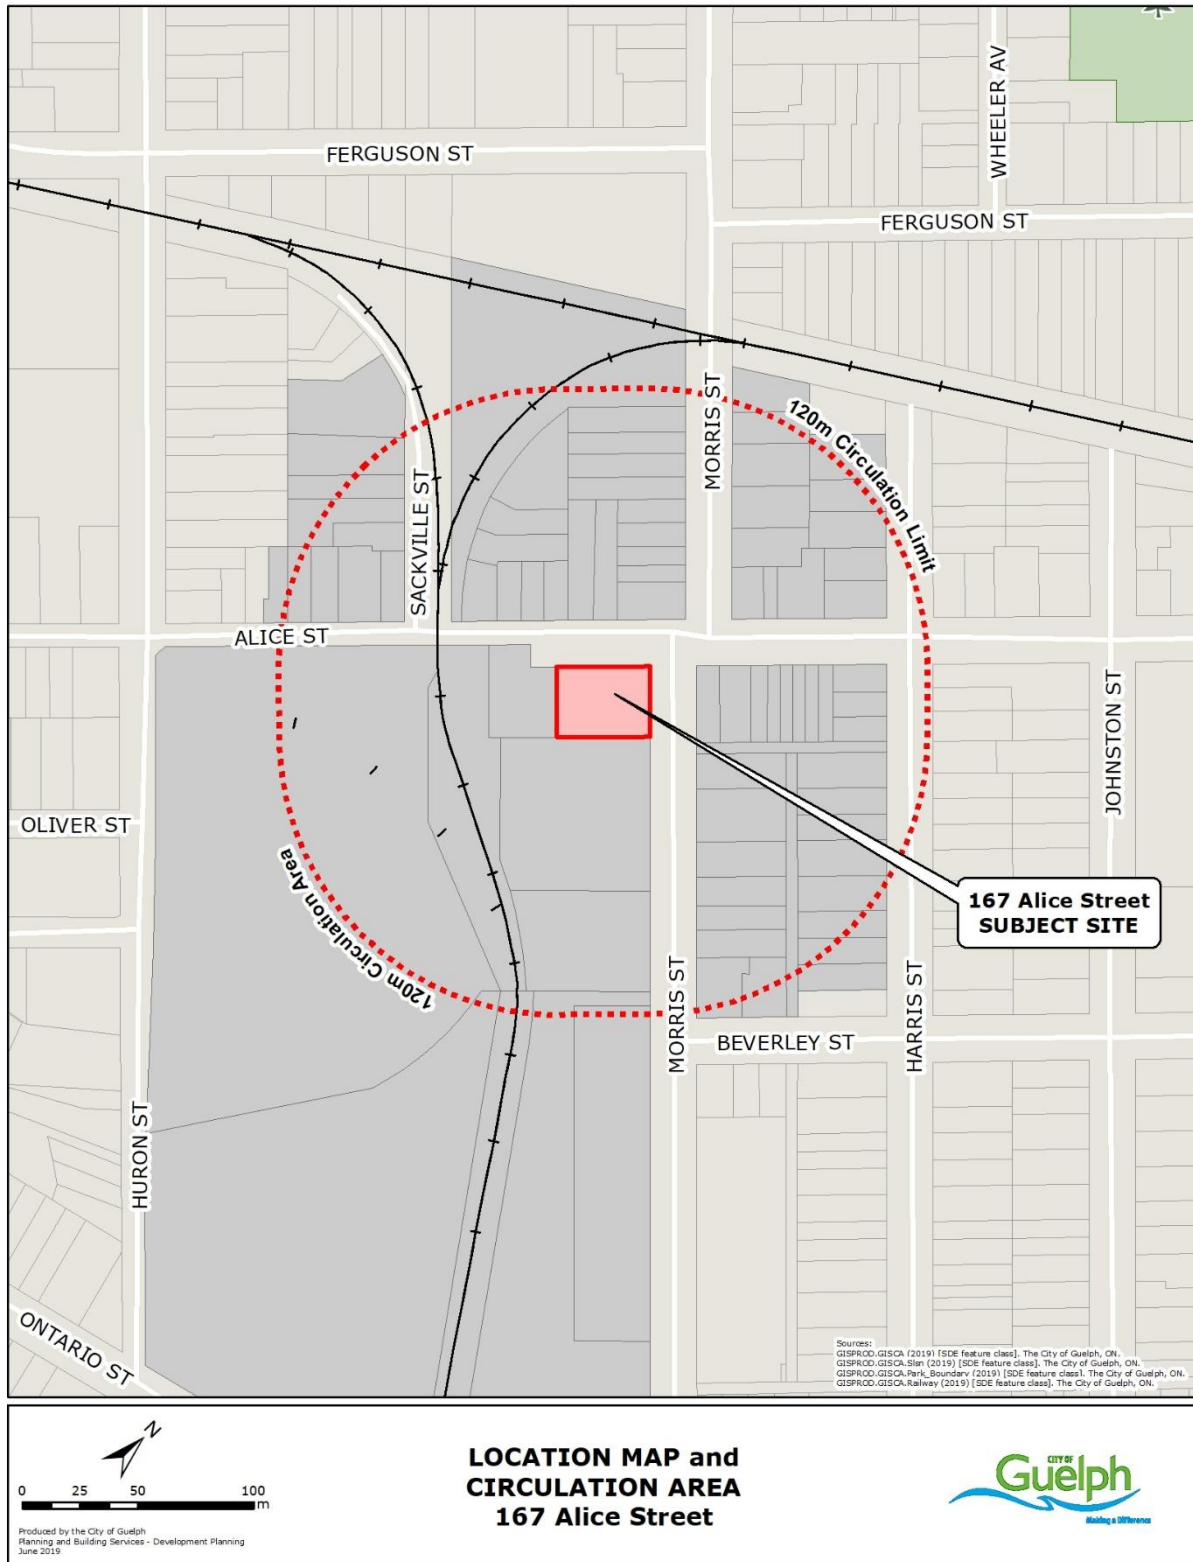 WHEELER AV
FERGUSON ST
FERGUSON ST
MORRIS ST
120m Circulation Limit
SACKVILLE ST
ALICE ST
JOHNSTON ST
OLIVER ST
120m Circulation Area
167 Alice Street
SUBJECT SITE
MORRIS ST
BEVERLEY ST
HARRIS ST
HURON ST
ONTARIO ST
Sources:
GISPROD.GISCA (2019) [SDE feature class]. The City of Guelph, ON.
GISPROD.GISCA.Slsn (2019) [SDE feature class]. The City of Guelph, ON.
GISPROD.GISCA.Park_Boundary (2019) [SDE feature class]. The City of Guelph, ON.
GISPROD.GISCA.Railway (2019) [SDE feature class]. The City of Guelph, ON.
N
0 25 50 100
m
Produced by the City of Guelph
Planning and Building Services - Development Planning
June 2019
LOCATION MAP and
CIRCULATION AREA
167 Alice Street
CITY OF
Guelph
Making a Difference